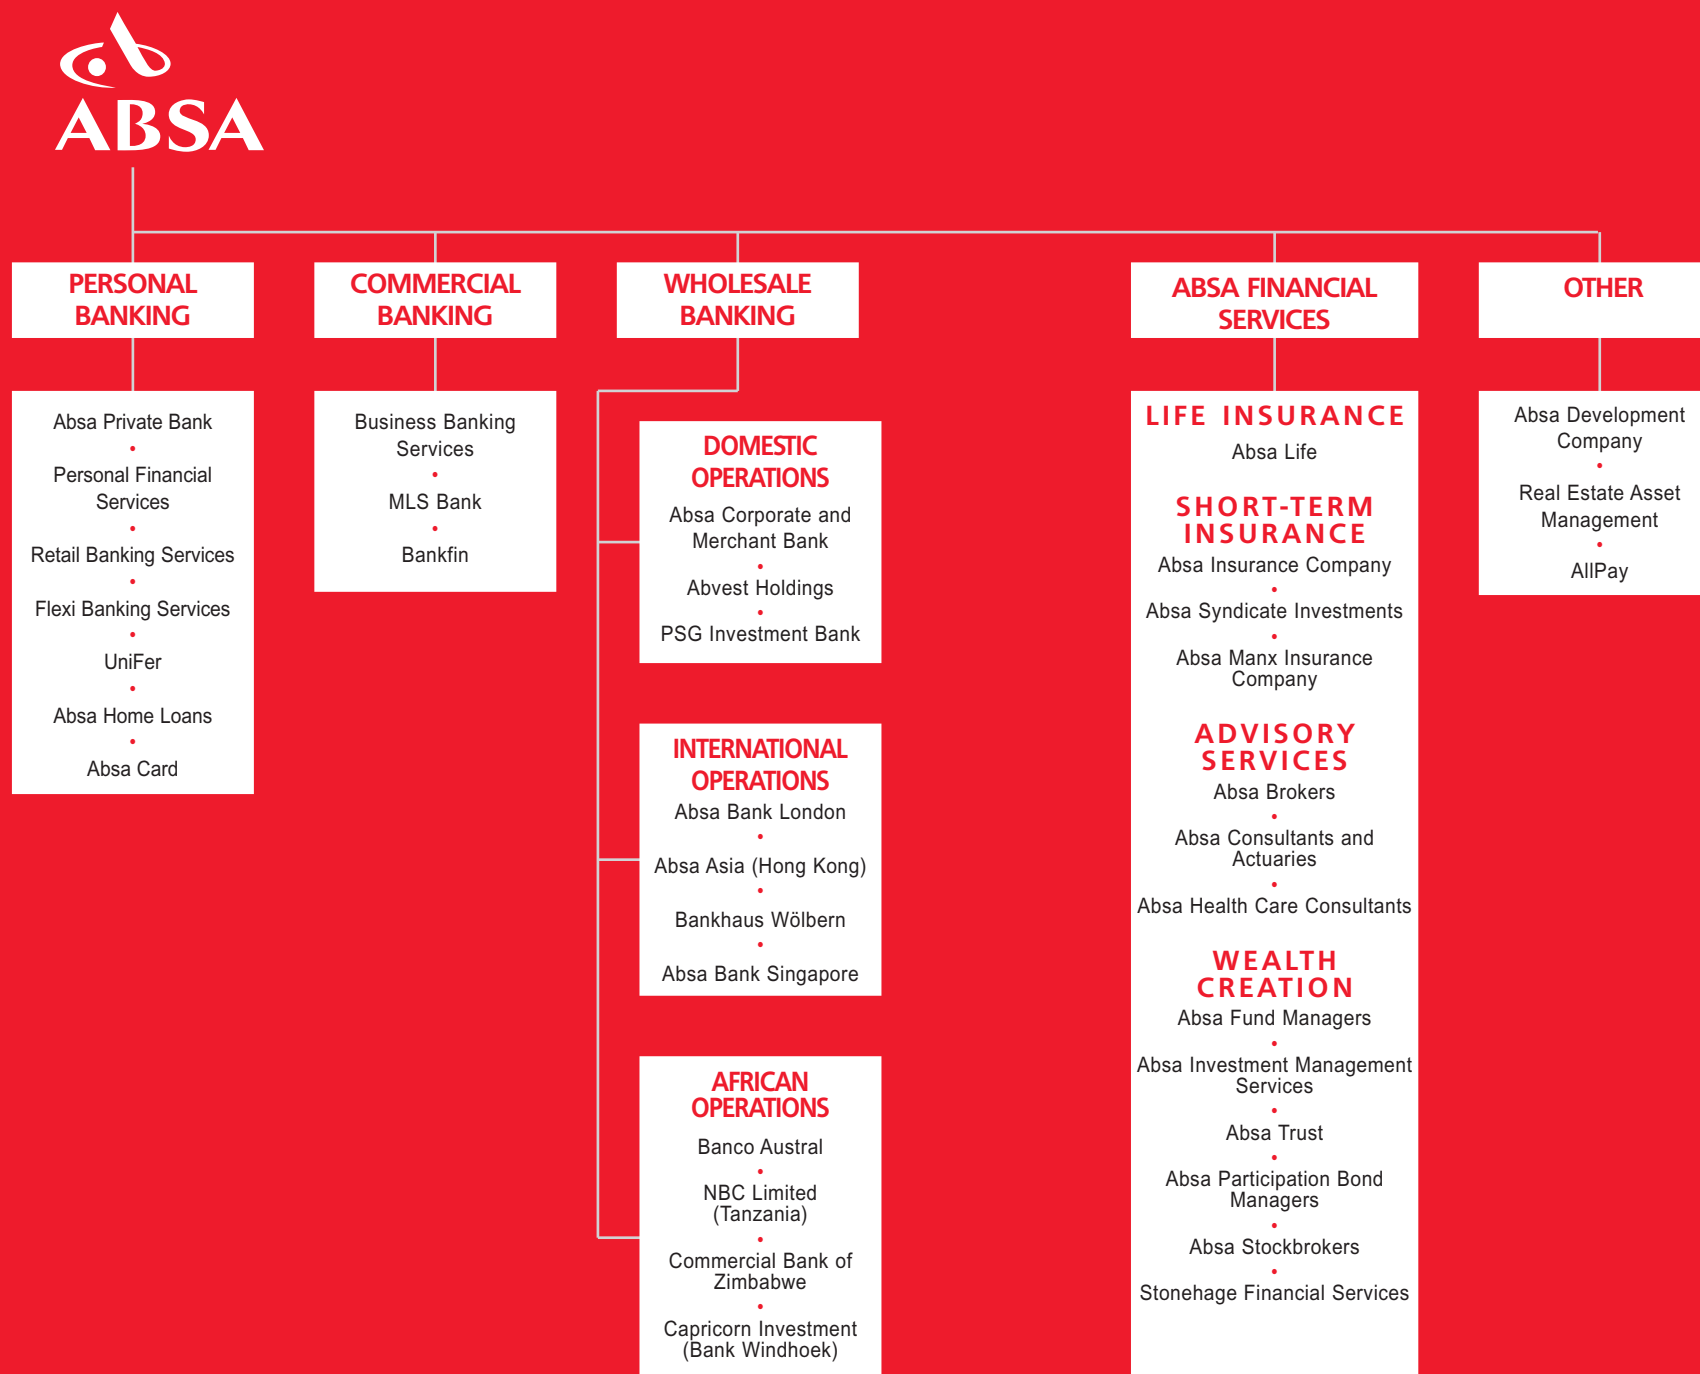 ABSA
PERSONAL
BANKING
Absa Private Bank
•
Personal Financial
Services
•
Retail Banking Services
•
Flexi Banking Services
•
UniFer
•
Absa Home Loans
•
Absa Card
COMMERCIAL
BANKING
Business Banking
Services
•
MLS Bank
•
Bankfin
WHOLESALE
BANKING
DOMESTIC
OPERATIONS
Absa Corporate and
Merchant Bank
•
Abvest Holdings
•
PSG Investment Bank
INTERNATIONAL
OPERATIONS
Absa Bank London
•
Absa Asia (Hong Kong)
•
Bankhaus Wölbern
•
Absa Bank Singapore
AFRICAN
OPERATIONS
Banco Austral
•
NBC Limited
(Tanzania)
•
Commercial Bank of
Zimbabwe
•
Capricorn Investment
(Bank Windhoek)
ABSA FINANCIAL
SERVICES
LIFE INSURANCE
Absa Life
SHORT-TERM
INSURANCE
Absa Insurance Company
•
Absa Syndicate Investments
•
Absa Manx Insurance
Company
ADVISORY
SERVICES
Absa Brokers
•
Absa Consultants and
Actuaries
•
Absa Health Care Consultants
WEALTH
CREATION
Absa Fund Managers
•
Absa Investment Management
Services
•
Absa Trust
•
Absa Participation Bond
Managers
•
Absa Stockbrokers
•
Stonehage Financial Services
OTHER
Absa Development
Company
•
Real Estate Asset
Management
•
AllPay